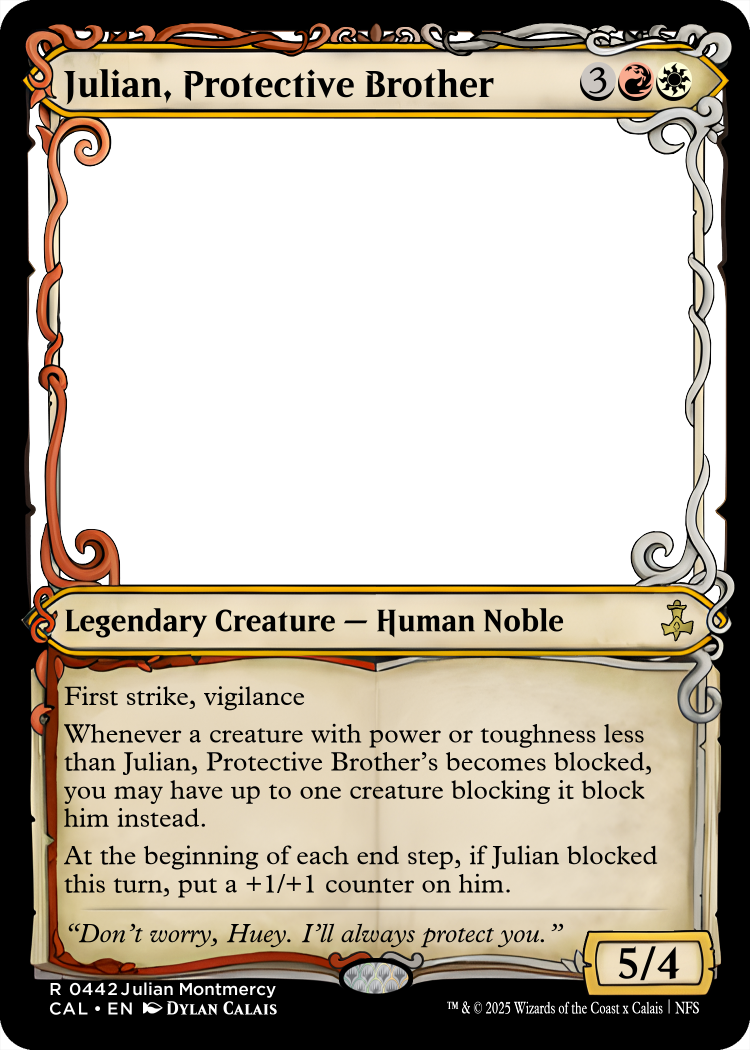 Julian, Protective Brother 3
Legendary Creature — Human Noble
First strike, vigilance
Whenever a creature with power or toughness less
than Julian, Protective Brother’s becomes blocked,
you may have up to one creature blocking it block
him instead.
At the beginning of each end step, if Julian blocked
this turn, put a +1/+1 counter on him.
“Don’t worry, Huey. I’ll always protect you.”
5/4
R 0442 Julian Montmercy
CAL • EN DYLAN CALAIS
™ & © 2025 Wizards of the Coast x Calais | NFS